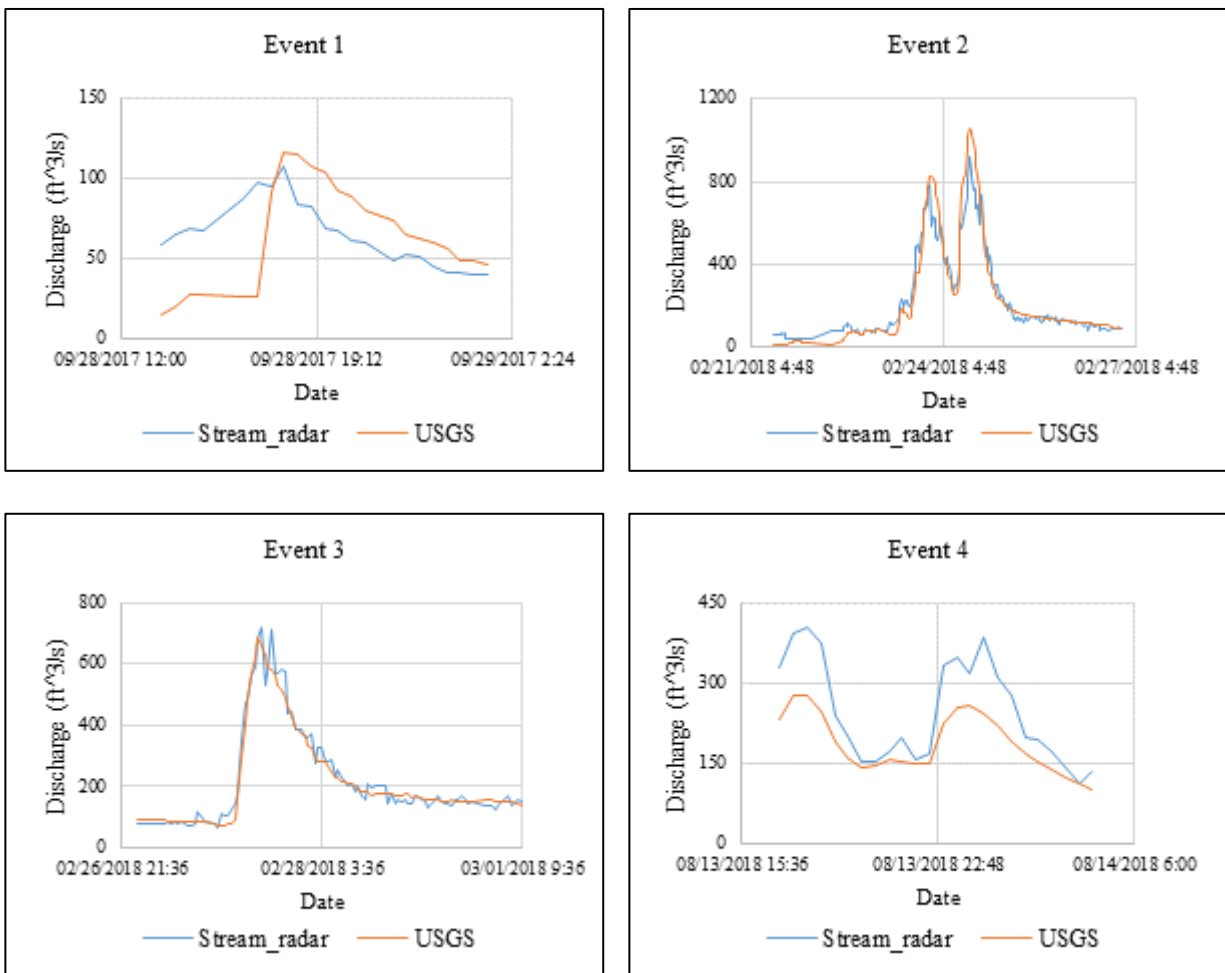 Event 1
150
100
50
0
Discharge (ft^3/s)
09/28/2017 12:00 09/28/2017 19:12 09/29/2017 2:24
Date
Stream_radar USGS
Event 2
1200
800
400
0
Discharge (ft^3/s)
02/21/2018 4:48 02/24/2018 4:48 02/27/2018 4:48
Date
Stream_radar USGS
Event 3
800
600
400
200
0
Discharge (ft^3/s)
02/26/2018 21:36 02/28/2018 3:36 03/01/2018 9:36
Date
Stream_radar USGS
Event 4
450
300
150
0
Discharge (ft^3/s)
08/13/2018 15:36 08/13/2018 22:48 08/14/2018 6:00
Date
Stream_radar USGS